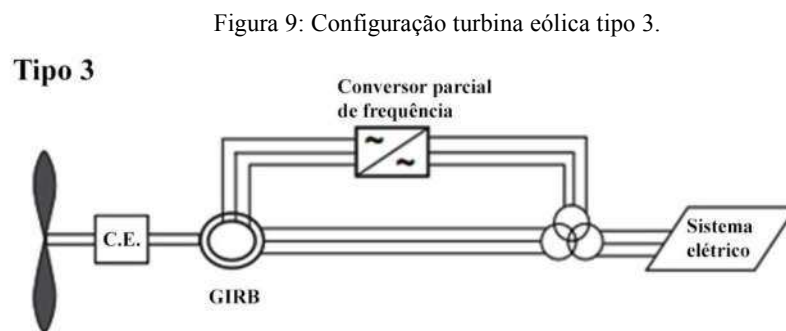 Figura 9: Configuração turbina eólica tipo 3.
Tipo 3
Conversor parcial
de frequência
~
~
C.E.
GIRB
Sistema
elétrico